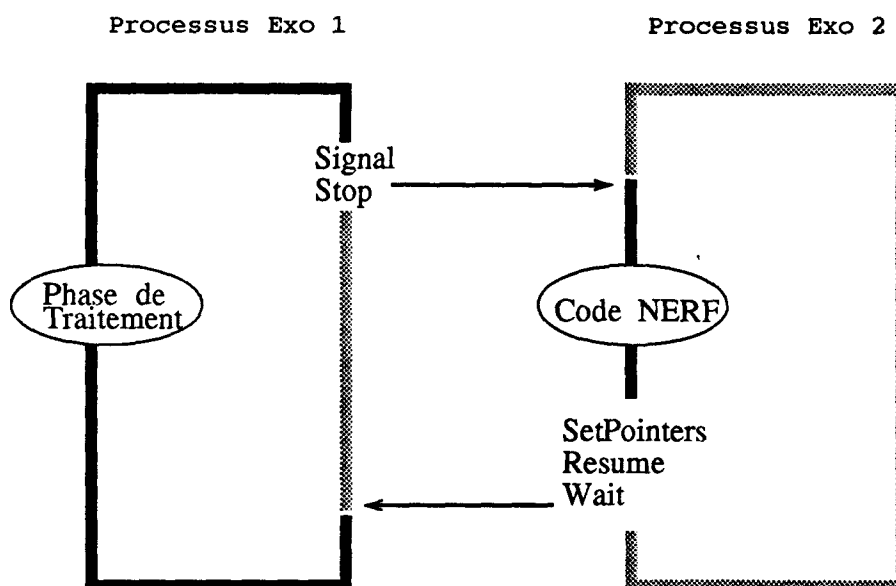 Processus Exo 1
Processus Exo 2
Signal
Stop
Phase de
Traitement
Code NERF
SetPointers
Resume
Wait